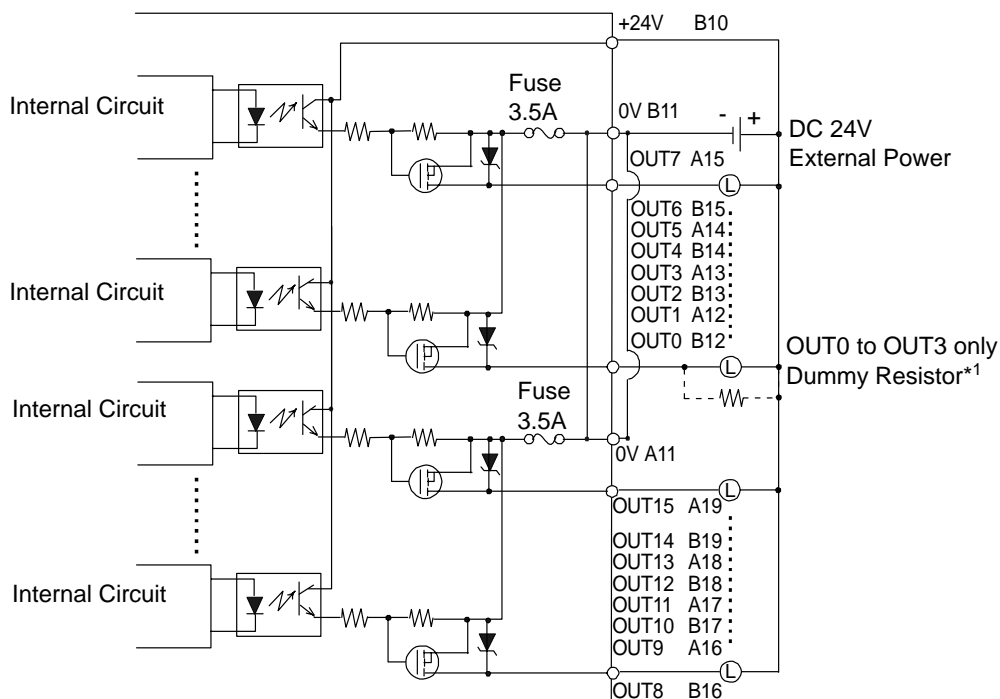 +24V B10
Fuse
3.5A
Internal Circuit
0V B11
- +
DC 24V
External Power
OUT7 A15
L
OUT6 B15
OUT5 A14
OUT4 B14
OUT3 A13
OUT2 B13
OUT1 A12
OUT0 B12
Internal Circuit
L
OUT0 to OUT3 only
Dummy Resistor*1
Internal Circuit
Fuse
3.5A
0V A11
L
OUT15 A19
OUT14 B19
OUT13 A18
OUT12 B18
OUT11 A17
OUT10 B17
OUT9 A16
Internal Circuit
L
OUT8 B16